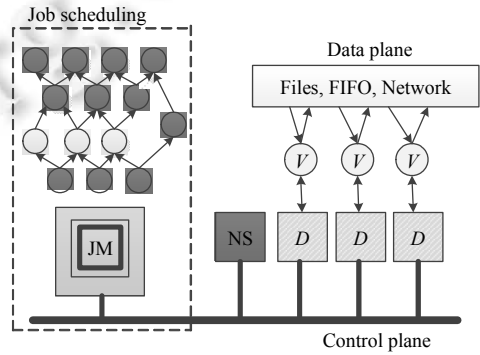 Job scheduling
Data plane
Files, FIFO, Network
V V V
JM NS D D D
Control plane